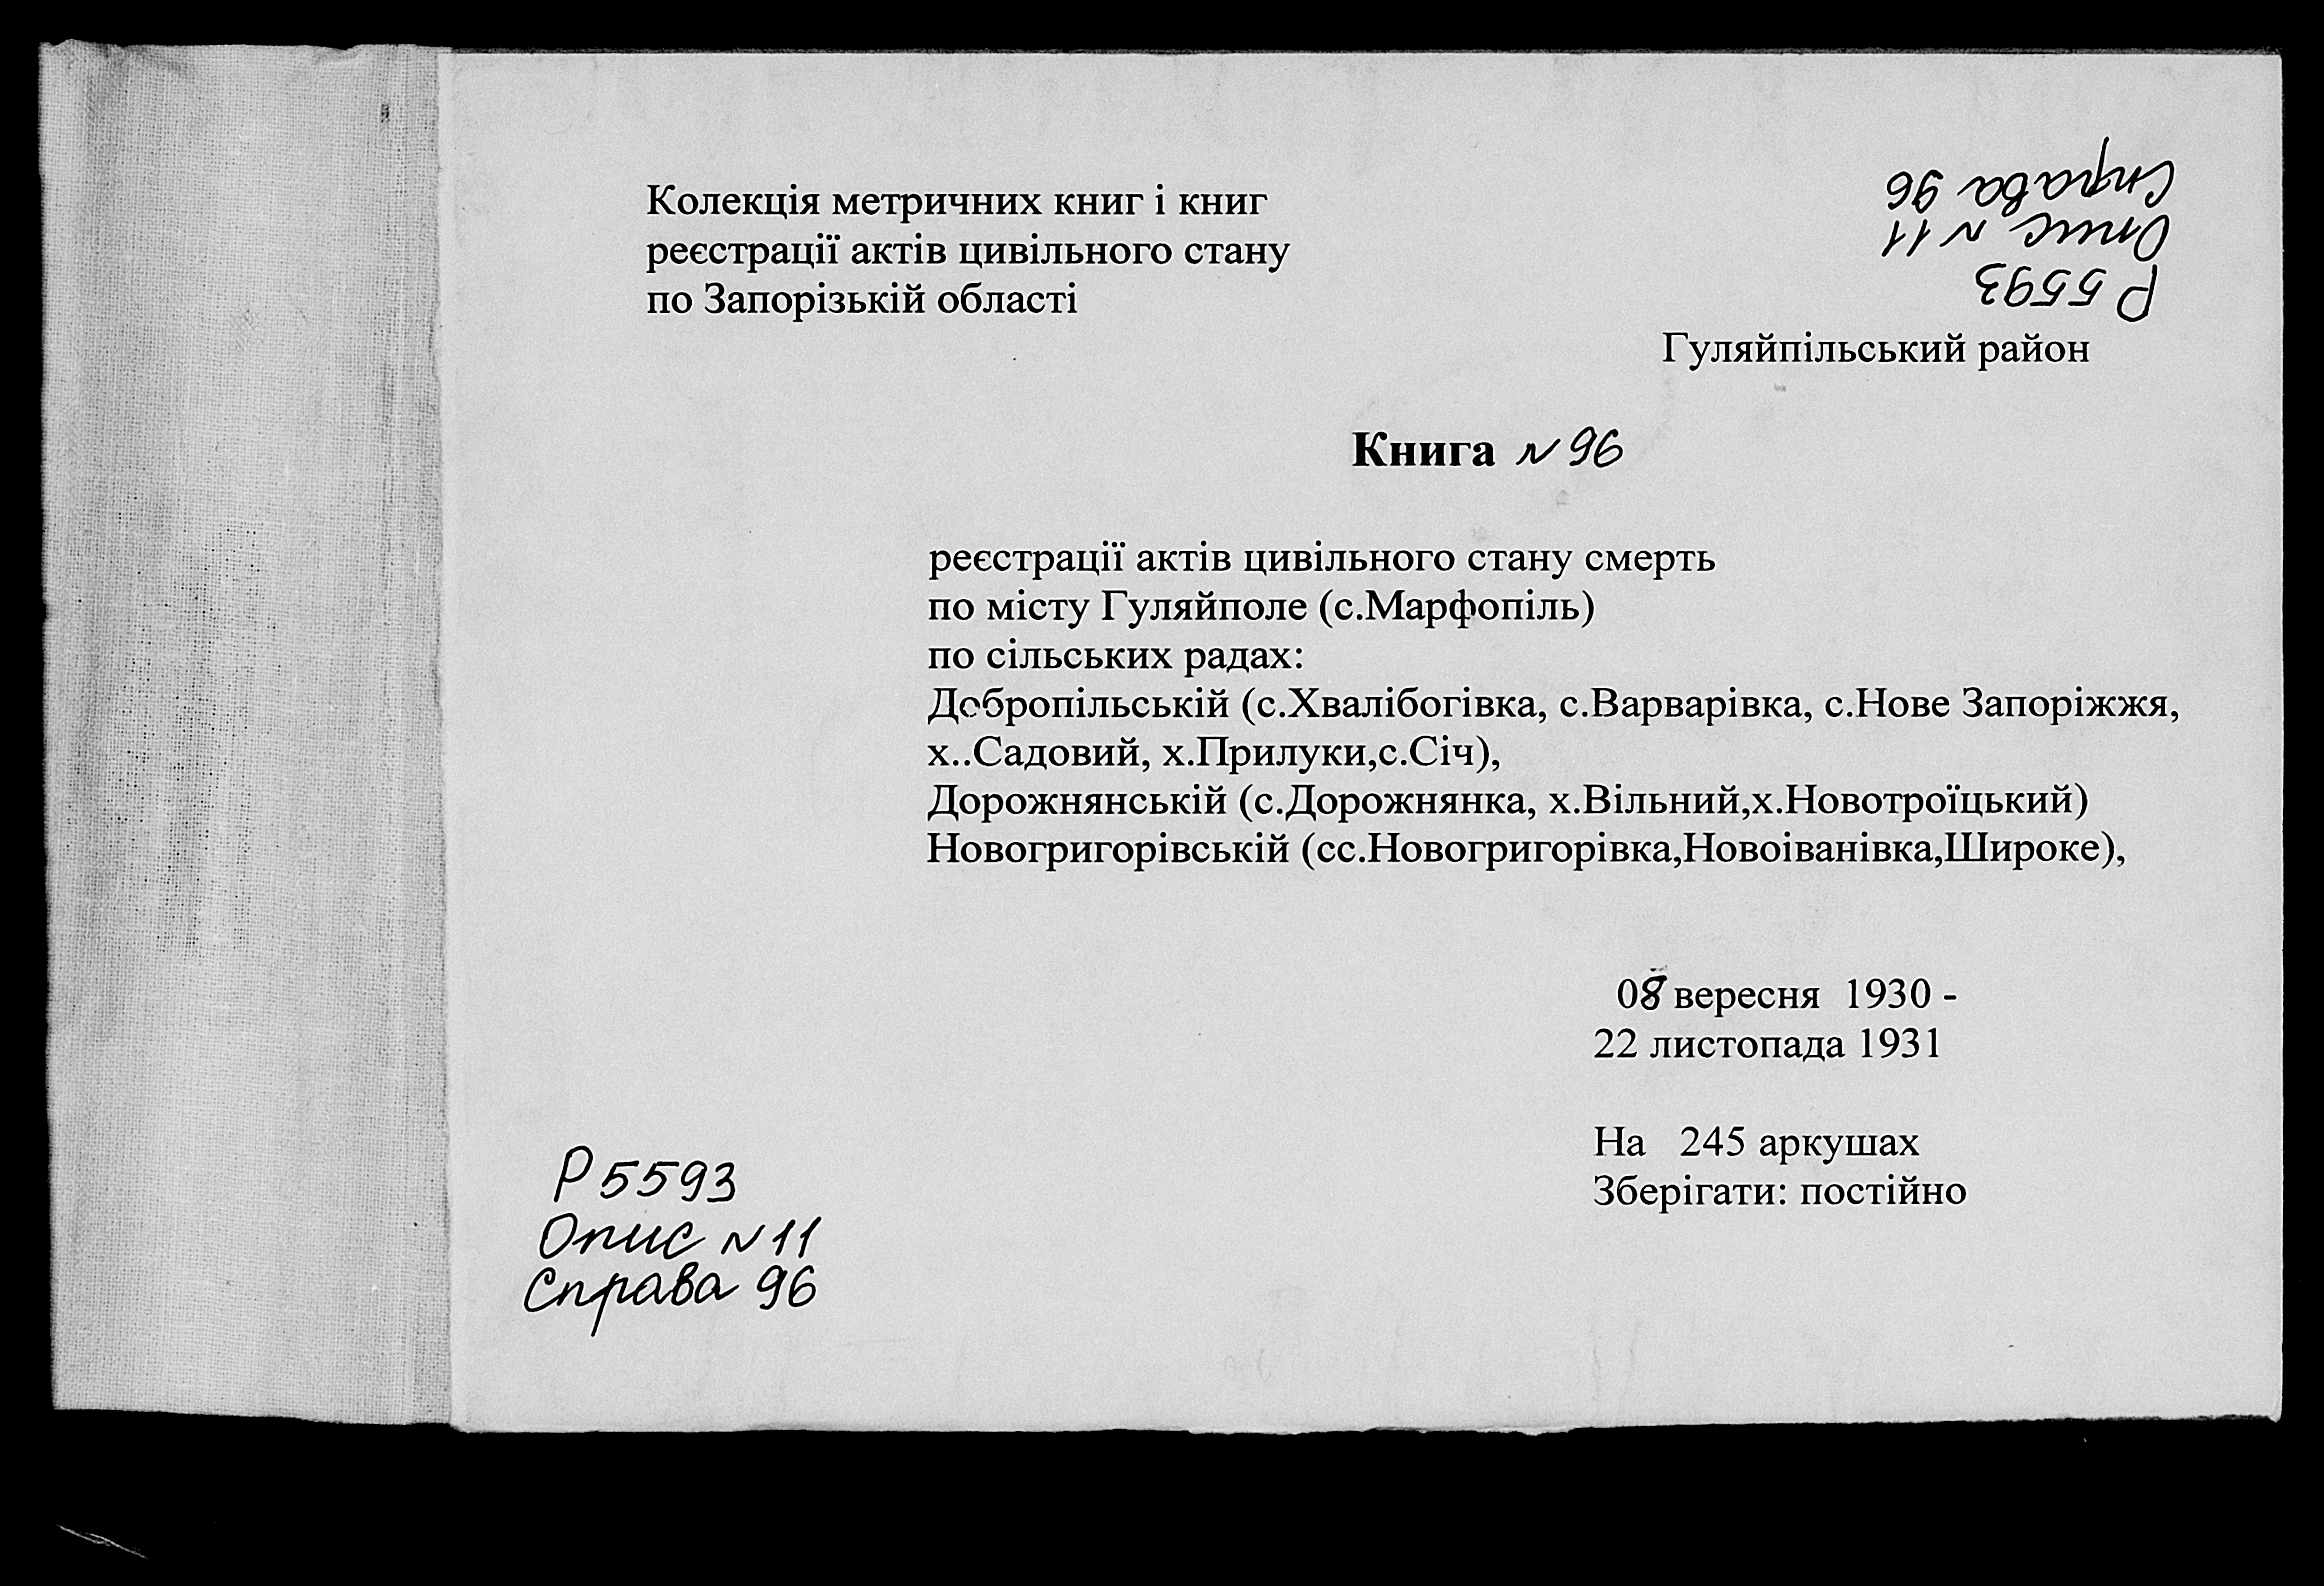 Колекція метричних книг і книг
реєстрації актів цивільного стану
по Запорізькій області
Справа 96
Опис N 11
Р 5593
Гуляйпільський район
Книга N 96
реєстрації актів цивільного стану смерть
по місту Гуляйполе (с.Марфопіль)
по сільських радах:
Добропільській (с.Хвалібогівка, с.Варварівка, с.Нове Запоріжжя,
х..Садовий, х.Прилуки,с.Січ),
Дорожнянській (с.Дорожнянка, х.Вільний,х.Новотроїцький)
Новогригорівській (сс.Новогригорівка,Новоіванівка,Широке),
08 вересня 1930 -
22 листопада 1931
На 245 аркушах
Зберігати: постійно
Р 5593
Опис N 11
Справа 96